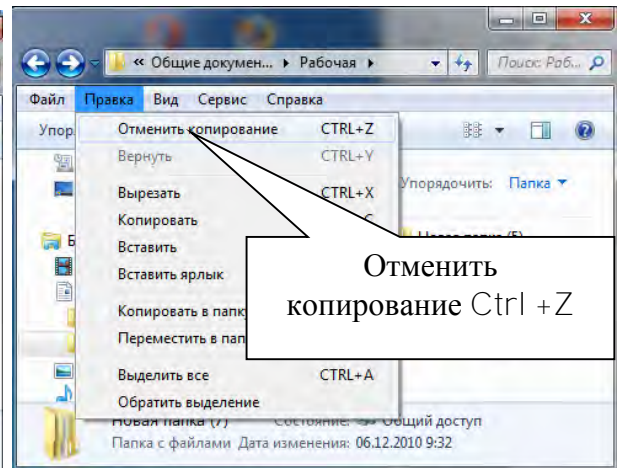 « Общие докумен... ▸ Рабочая ▸ Поиск: Раб...
Файл Правка Вид Сервис Справка
Упор
Отменить копирование CTRL+Z
Вернуть CTRL+Y
Вырезать CTRL+X
Упорядочить: Папка
Копировать C
Вставить
Вставить ярлык
Копировать в папк
Переместить в пап
Выделить все CTRL+A
Обратить выделение
Отменить
копирование Ctrl +Z
Новая папка (7) Состояние: Общий доступ
Папка с файлами Дата изменения: 06.12.2010 9:32